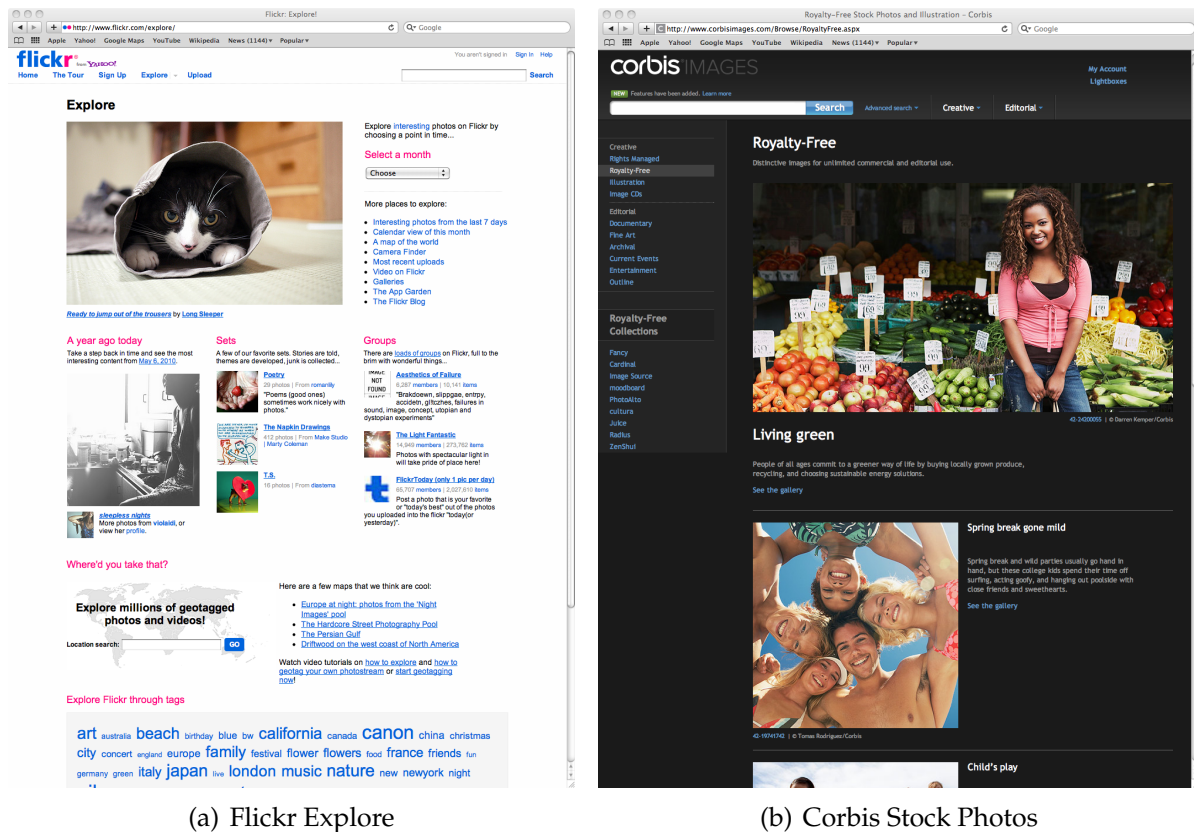 Flickr: Explore!
http://www.flickr.com/explore/
Google
Apple Yahoo! Google Maps YouTube Wikipedia News (1144) Popular
flickr from YAHOO!
You aren't signed in Sign In Help
Home The Tour Sign Up Explore Upload
Search
Explore
Explore interesting photos on Flickr by
choosing a point in time...
Select a month
Choose
More places to explore:
Interesting photos from the last 7 days
Calendar view of this month
A map of the world
Camera Finder
Most recent uploads
Video on Flickr
Galleries
The App Garden
The Flickr Blog
Ready to jump out of the trousers by Long Sleeper
A year ago today
Take a step back in time and see the most
interesting content from May 6, 2010.
sleepless nights
More photos from violaidi, or
view her profile.
Sets
A few of our favorite sets. Stories are told,
themes are developed, junk is collected...
Poetry
29 photos | From romantily
"Poems (good ones)
sometimes work nicely with
photos."
The Napkin Drawings
412 photos | From Make Studio
| Marty Coleman
T.S.
16 photos | From diastema
Groups
There are loads of groups on Flickr, full to the
brim with wonderful things...
IMAGE
NOT
FOUND
Aesthetics of Failure
6,287 members | 10,141 items
"Brakdoewn, slippgae, entrpy,
accidetn, gltczhes, failures in
sound, image, concept, utopian and
dystopian experiments"
The Light Fantastic
14,949 members | 273,762 items
Photos with spectacular light in
will take pride of place here!
t
FlickrToday (only 1 pic per day)
65,707 members | 2,027,610 items
Post a photo that is your favorite
or "today's best" out of the photos
you uploaded into the flickr "today(or
yesterday)".
Where'd you take that?
Explore millions of geotagged
photos and videos!
Location search: GO
Here are a few maps that we think are cool:
Europe at night: photos from the 'Night
Images' pool
The Hardcore Street Photography Pool
The Persian Gulf
Driftwood on the west coast of North America
Watch video tutorials on how to explore and how to
geotag your own photostream or start geotagging
now!
Explore Flickr through tags
art australia beach birthday blue bw california canada canon china christmas
city concert england europe family festival flower flowers food france friends fun
germany green italy japan live london music nature new newyork night
(a) Flickr Explore
Royalty-Free Stock Photos and Illustration - Corbis
http://www.corbisimages.com/Browse/RoyaltyFree.aspx
Google
Apple Yahoo! Google Maps YouTube Wikipedia News (1144) Popular
corbis IMAGES
My Account
Lightboxes
NEW Features have been added. Learn more
Search Advanced search Creative Editorial
Creative
Rights Managed
Royalty-Free
Illustration
Image CDs
Editorial
Documentary
Fine Art
Archival
Current Events
Entertainment
Outline
Royalty-Free
Collections
Fancy
Cardinal
Image Source
moodboard
PhotoAlto
cultura
Juice
Radius
ZenShui
Royalty-Free
Distinctive images for unlimited commercial and editorial use.
42-24200055 | © Darren Kemper/Corbis
Living green
People of all ages commit to a greener way of life by buying locally grown produce,
recycling, and choosing sustainable energy solutions.
See the gallery
Spring break gone mild
Spring break and wild parties usually go hand in
hand, but these college kids spend their time off
surfing, acting goofy, and hanging out poolside with
close friends and sweethearts.
See the gallery
42-19741742 | © Tomas Rodriguez/Corbis
Child's play
(b) Corbis Stock Photos